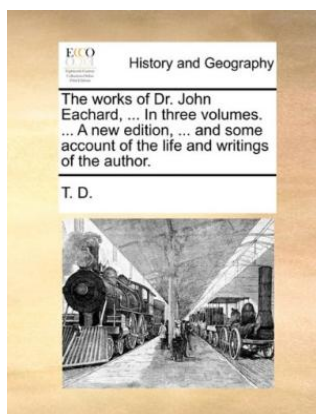 ECCO
History and Geography
The works of Dr. John
Eachard, ... In three volumes.
... A new edition, ... and some
account of the life and writings
of the author.
T. D.